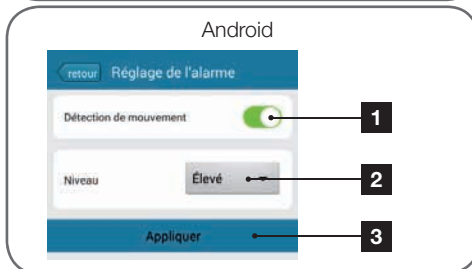 Android
retour Réglage de l'alarme
Détection de mouvement
1
Niveau
Élevé
2
Appliquer
3